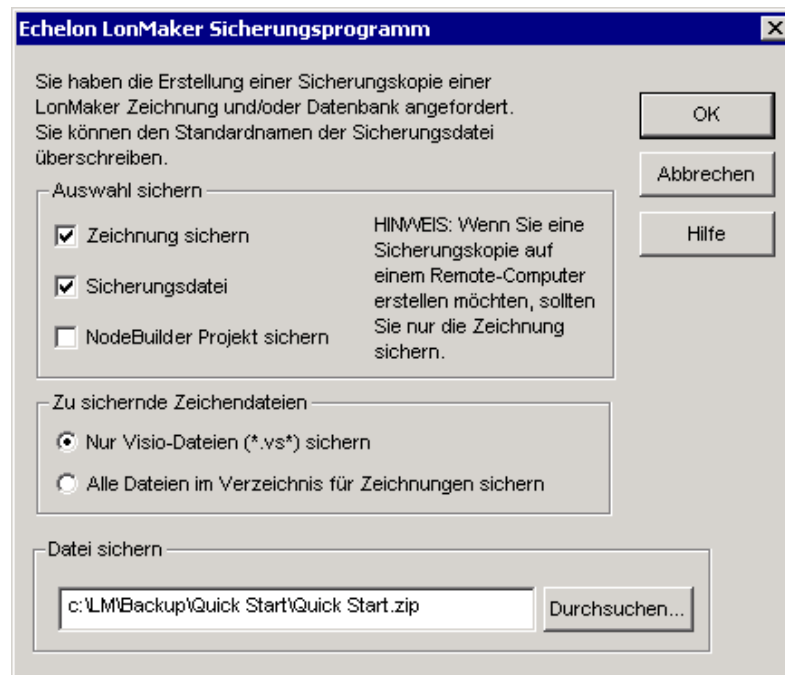 Echelon LonMaker Sicherungsprogramm
Sie haben die Erstellung einer Sicherungskopie einer
LonMaker Zeichnung und/oder Datenbank angefordert.
Sie können den Standardnamen der Sicherungsdatei
überschreiben.
OK
Abbrechen
Hilfe
Auswahl sichern
Zeichnung sichern
Sicherungsdatei
NodeBuilder Projekt sichern
HINWEIS: Wenn Sie eine
Sicherungskopie auf
einem Remote-Computer
erstellen möchten, sollten
Sie nur die Zeichnung
sichern.
Zu sichernde Zeichendateien
Nur Visio-Dateien (*.vs*) sichern
Alle Dateien im Verzeichnis für Zeichnungen sichern
Datei sichern
c:\LM\Backup\Quick Start\Quick Start.zip
Durchsuchen...